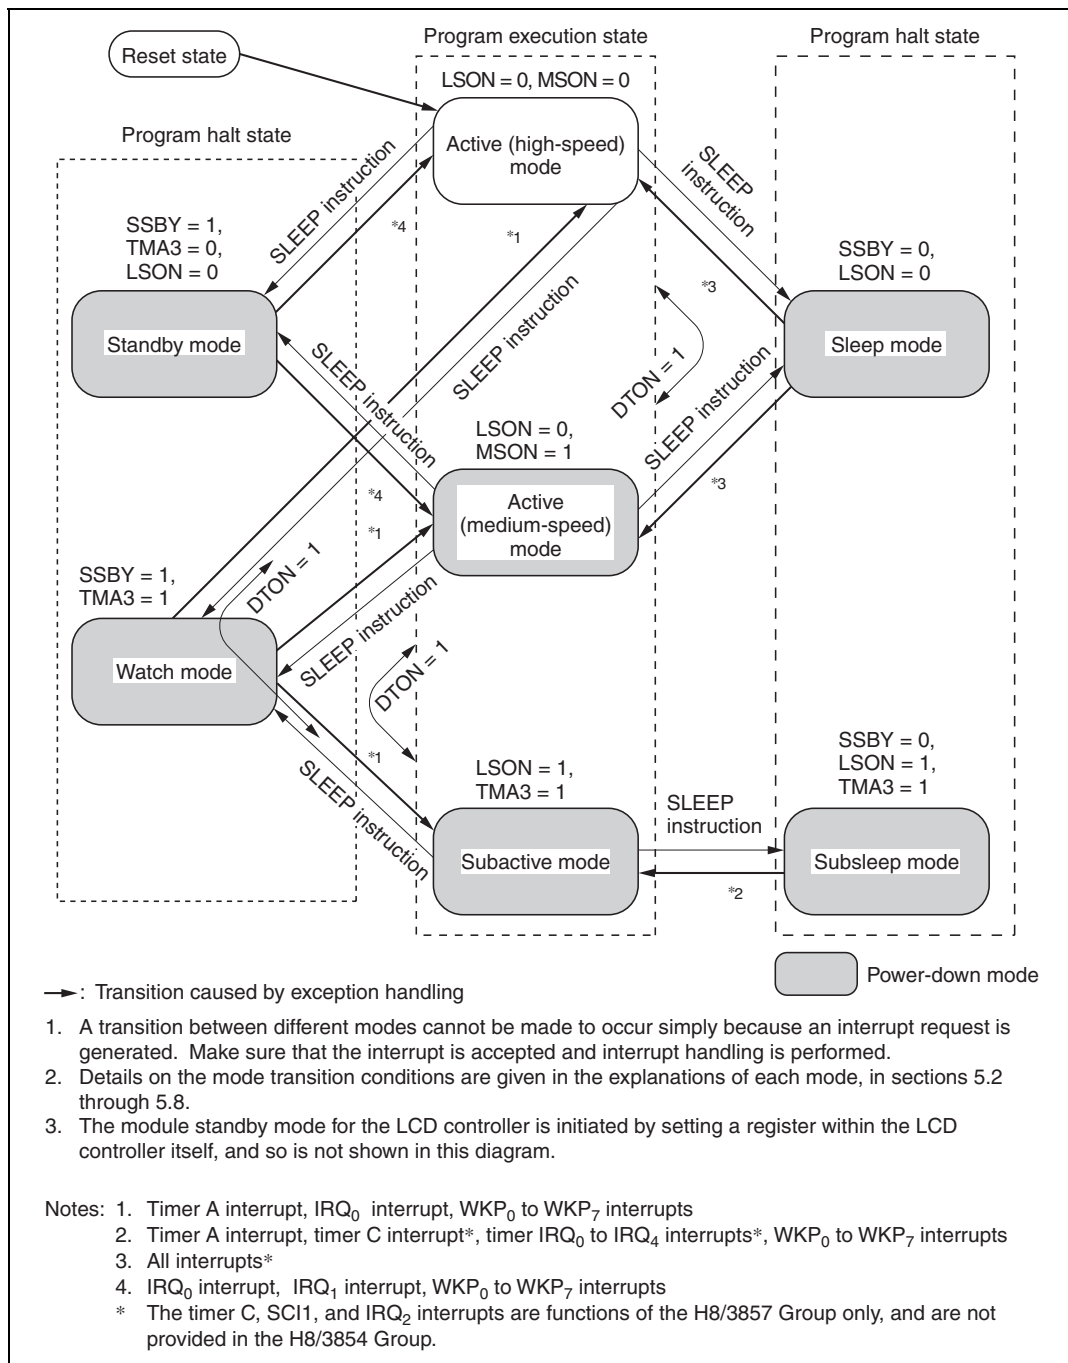 Program execution state
Program halt state
Reset state
LSON = 0, MSON = 0
Active (high-speed)
mode
Program halt state
SLEEP instruction
*4
*1
SLEEP
instruction
*3
SSBY = 1,
TMA3 = 0,
LSON = 0
Standby mode
SSBY = 0,
LSON = 0
Sleep mode
SLEEP instruction
SLEEP instruction
DTON = 1
SLEEP instruction
*3
LSON = 0,
MSON = 1
Active
(medium-speed)
mode
*4
*1
DTON = 1
SSBY = 1,
TMA3 = 1
Watch mode
SLEEP instruction
DTON = 1
*1
SLEEP instruction
LSON = 1,
TMA3 = 1
Subactive mode
SLEEP
instruction
*2
SSBY = 0,
LSON = 1,
TMA3 = 1
Subsleep mode
Power-down mode
: Transition caused by exception handling
1. A transition between different modes cannot be made to occur simply because an interrupt request is
generated. Make sure that the interrupt is accepted and interrupt handling is performed.
2. Details on the mode transition conditions are given in the explanations of each mode, in sections 5.2
through 5.8.
3. The module standby mode for the LCD controller is initiated by setting a register within the LCD
controller itself, and so is not shown in this diagram.
Notes: 1. Timer A interrupt, IRQ0 interrupt, WKP0 to WKP7 interrupts
2. Timer A interrupt, timer C interrupt*, timer IRQ0 to IRQ4 interrupts*, WKP0 to WKP7 interrupts
3. All interrupts*
4. IRQ0 interrupt, IRQ1 interrupt, WKP0 to WKP7 interrupts
* The timer C, SCI1, and IRQ2 interrupts are functions of the H8/3857 Group only, and are not
provided in the H8/3854 Group.